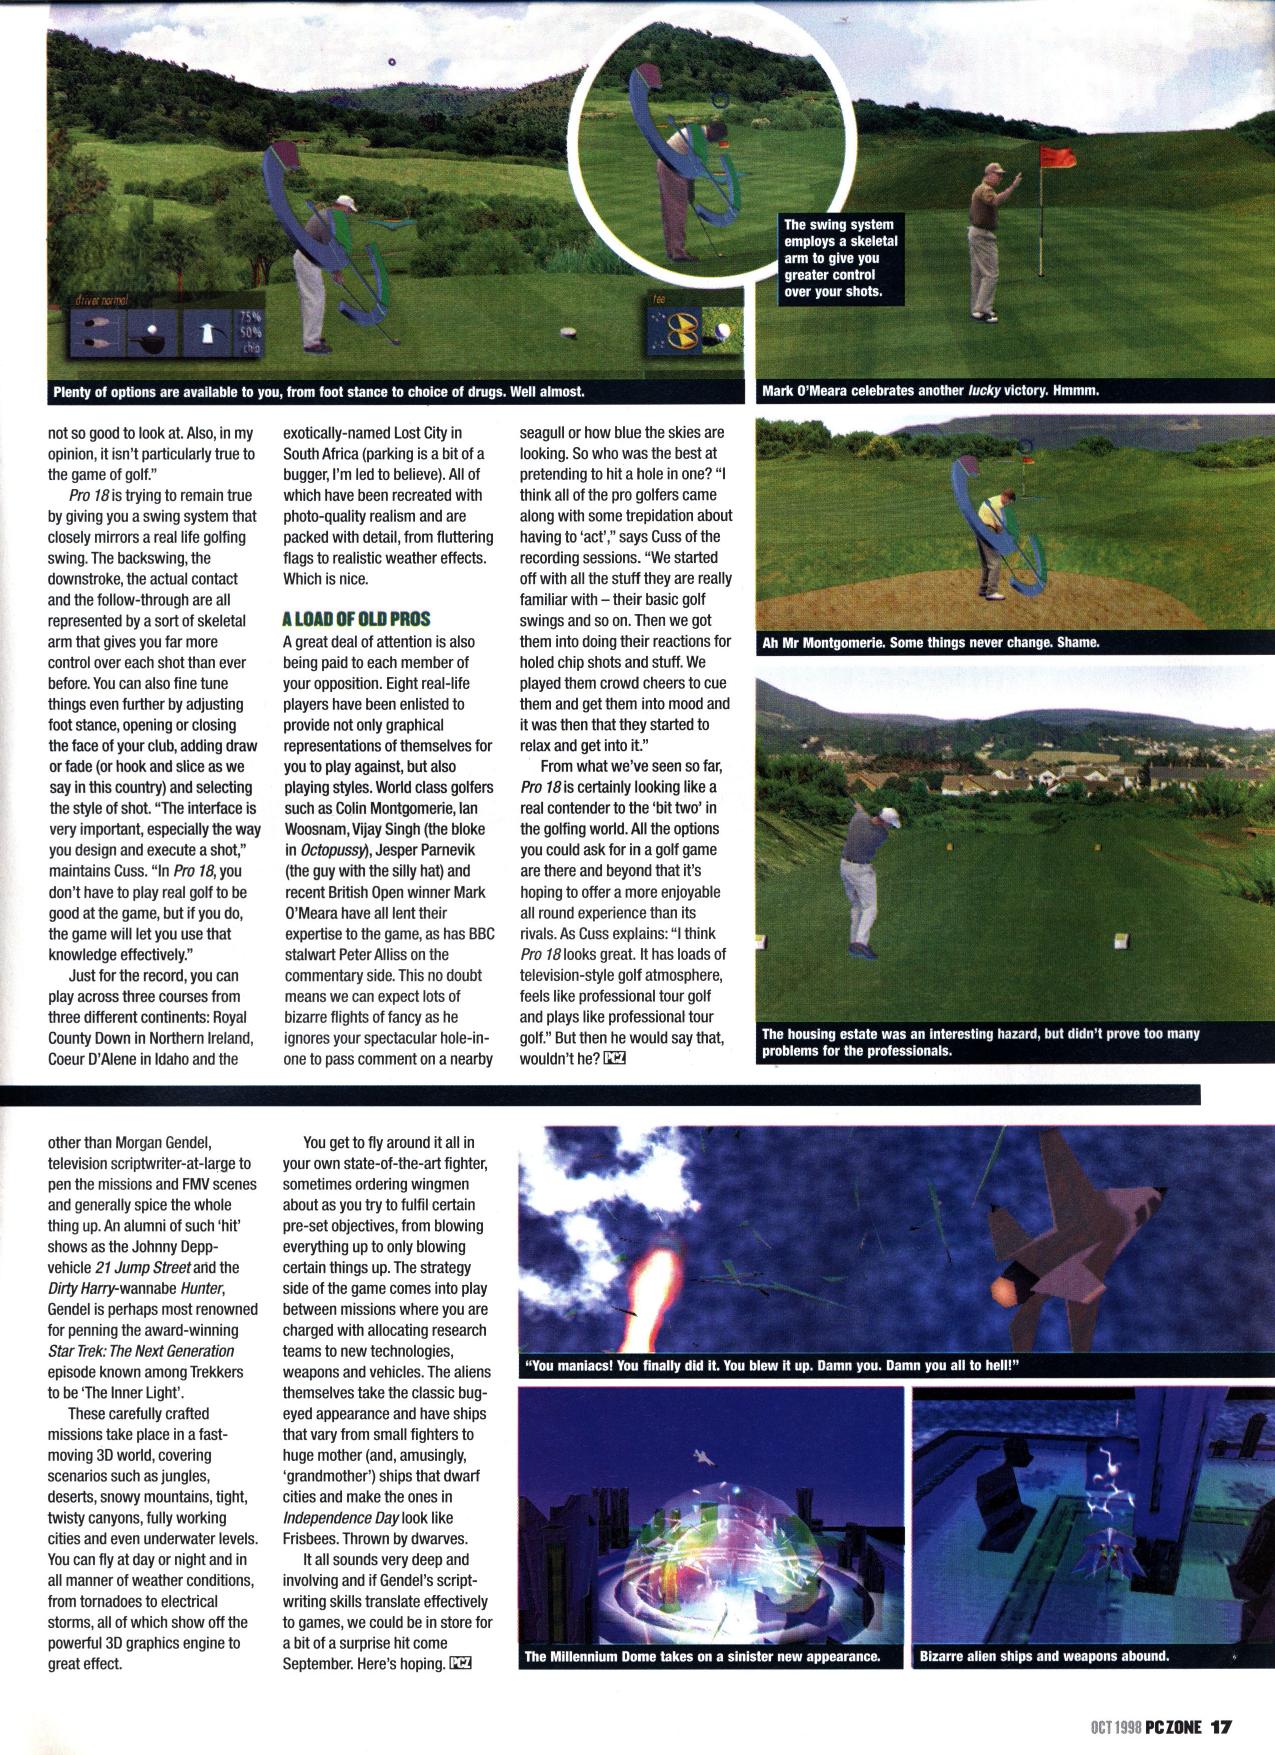 driver normal
75%
50%
chip
tee
The swing system
employs a skeletal
arm to give you
greater control
over your shots.
Plenty of options are available to you, from foot stance to choice of drugs. Well almost.
Mark O'Meara celebrates another lucky victory. Hmmm.
not so good to look at. Also, in my
opinion, it isn't particularly true to
the game of golf."
Pro 18 is trying to remain true
by giving you a swing system that
closely mirrors a real life golfing
swing. The backswing, the
downstroke, the actual contact
and the follow-through are all
represented by a sort of skeletal
arm that gives you far more
control over each shot than ever
before. You can also fine tune
things even further by adjusting
foot stance, opening or closing
the face of your club, adding draw
or fade (or hook and slice as we
say in this country) and selecting
the style of shot. "The interface is
very important, especially the way
you design and execute a shot,"
maintains Cuss. "In Pro 18, you
don't have to play real golf to be
good at the game, but if you do,
the game will let you use that
knowledge effectively."
Just for the record, you can
play across three courses from
three different continents: Royal
County Down in Northern Ireland,
Coeur D'Alene in Idaho and the
exotically-named Lost City in
South Africa (parking is a bit of a
bugger, I'm led to believe). All of
which have been recreated with
photo-quality realism and are
packed with detail, from fluttering
flags to realistic weather effects.
Which is nice.
A LOAD OF OLD PROS
A great deal of attention is also
being paid to each member of
your opposition. Eight real-life
players have been enlisted to
provide not only graphical
representations of themselves for
you to play against, but also
playing styles. World class golfers
such as Colin Montgomerie, Ian
Woosnam, Vijay Singh (the bloke
in Octopussy), Jesper Parnevik
(the guy with the silly hat) and
recent British Open winner Mark
O'Meara have all lent their
expertise to the game, as has BBC
stalwart Peter Alliss on the
commentary side. This no doubt
means we can expect lots of
bizarre flights of fancy as he
ignores your spectacular hole-in-
one to pass comment on a nearby
seagull or how blue the skies are
looking. So who was the best at
pretending to hit a hole in one? "I
think all of the pro golfers came
along with some trepidation about
having to 'act'," says Cuss of the
recording sessions. "We started
off with all the stuff they are really
familiar with – their basic golf
swings and so on. Then we got
them into doing their reactions for
holed chip shots and stuff. We
played them crowd cheers to cue
them and get them into mood and
it was then that they started to
relax and get into it."
From what we've seen so far,
Pro 18 is certainly looking like a
real contender to the 'bit two' in
the golfing world. All the options
you could ask for in a golf game
are there and beyond that it's
hoping to offer a more enjoyable
all round experience than its
rivals. As Cuss explains: "I think
Pro 18 looks great. It has loads of
television-style golf atmosphere,
feels like professional tour golf
and plays like professional tour
golf." But then he would say that,
wouldn't he? PCZ
Ah Mr Montgomerie. Some things never change. Shame.
The housing estate was an interesting hazard, but didn't prove too many
problems for the professionals.
other than Morgan Gendel,
television scriptwriter-at-large to
pen the missions and FMV scenes
and generally spice the whole
thing up. An alumni of such 'hit'
shows as the Johnny Depp-
vehicle 21 Jump Street and the
Dirty Harry-wannabe Hunter,
Gendel is perhaps most renowned
for penning the award-winning
Star Trek: The Next Generation
episode known among Trekkers
to be 'The Inner Light'.
These carefully crafted
missions take place in a fast-
moving 3D world, covering
scenarios such as jungles,
deserts, snowy mountains, tight,
twisty canyons, fully working
cities and even underwater levels.
You can fly at day or night and in
all manner of weather conditions,
from tornadoes to electrical
storms, all of which show off the
powerful 3D graphics engine to
great effect.
You get to fly around it all in
your own state-of-the-art fighter,
sometimes ordering wingmen
about as you try to fulfil certain
pre-set objectives, from blowing
everything up to only blowing
certain things up. The strategy
side of the game comes into play
between missions where you are
charged with allocating research
teams to new technologies,
weapons and vehicles. The aliens
themselves take the classic bug-
eyed appearance and have ships
that vary from small fighters to
huge mother (and, amusingly,
'grandmother') ships that dwarf
cities and make the ones in
Independence Day look like
Frisbees. Thrown by dwarves.
It all sounds very deep and
involving and if Gendel's script-
writing skills translate effectively
to games, we could be in store for
a bit of a surprise hit come
September. Here's hoping. PCZ
"You maniacs! You finally did it. You blew it up. Damn you. Damn you all to hell!"
The Millennium Dome takes on a sinister new appearance.
Bizarre alien ships and weapons abound.
OCT 1998 PC ZONE 17